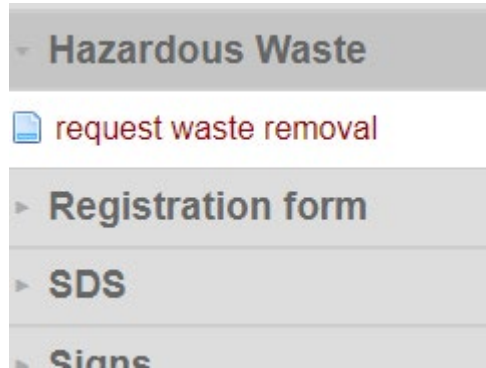 Hazardous Waste
request waste removal
Registration form
SDS
Signs